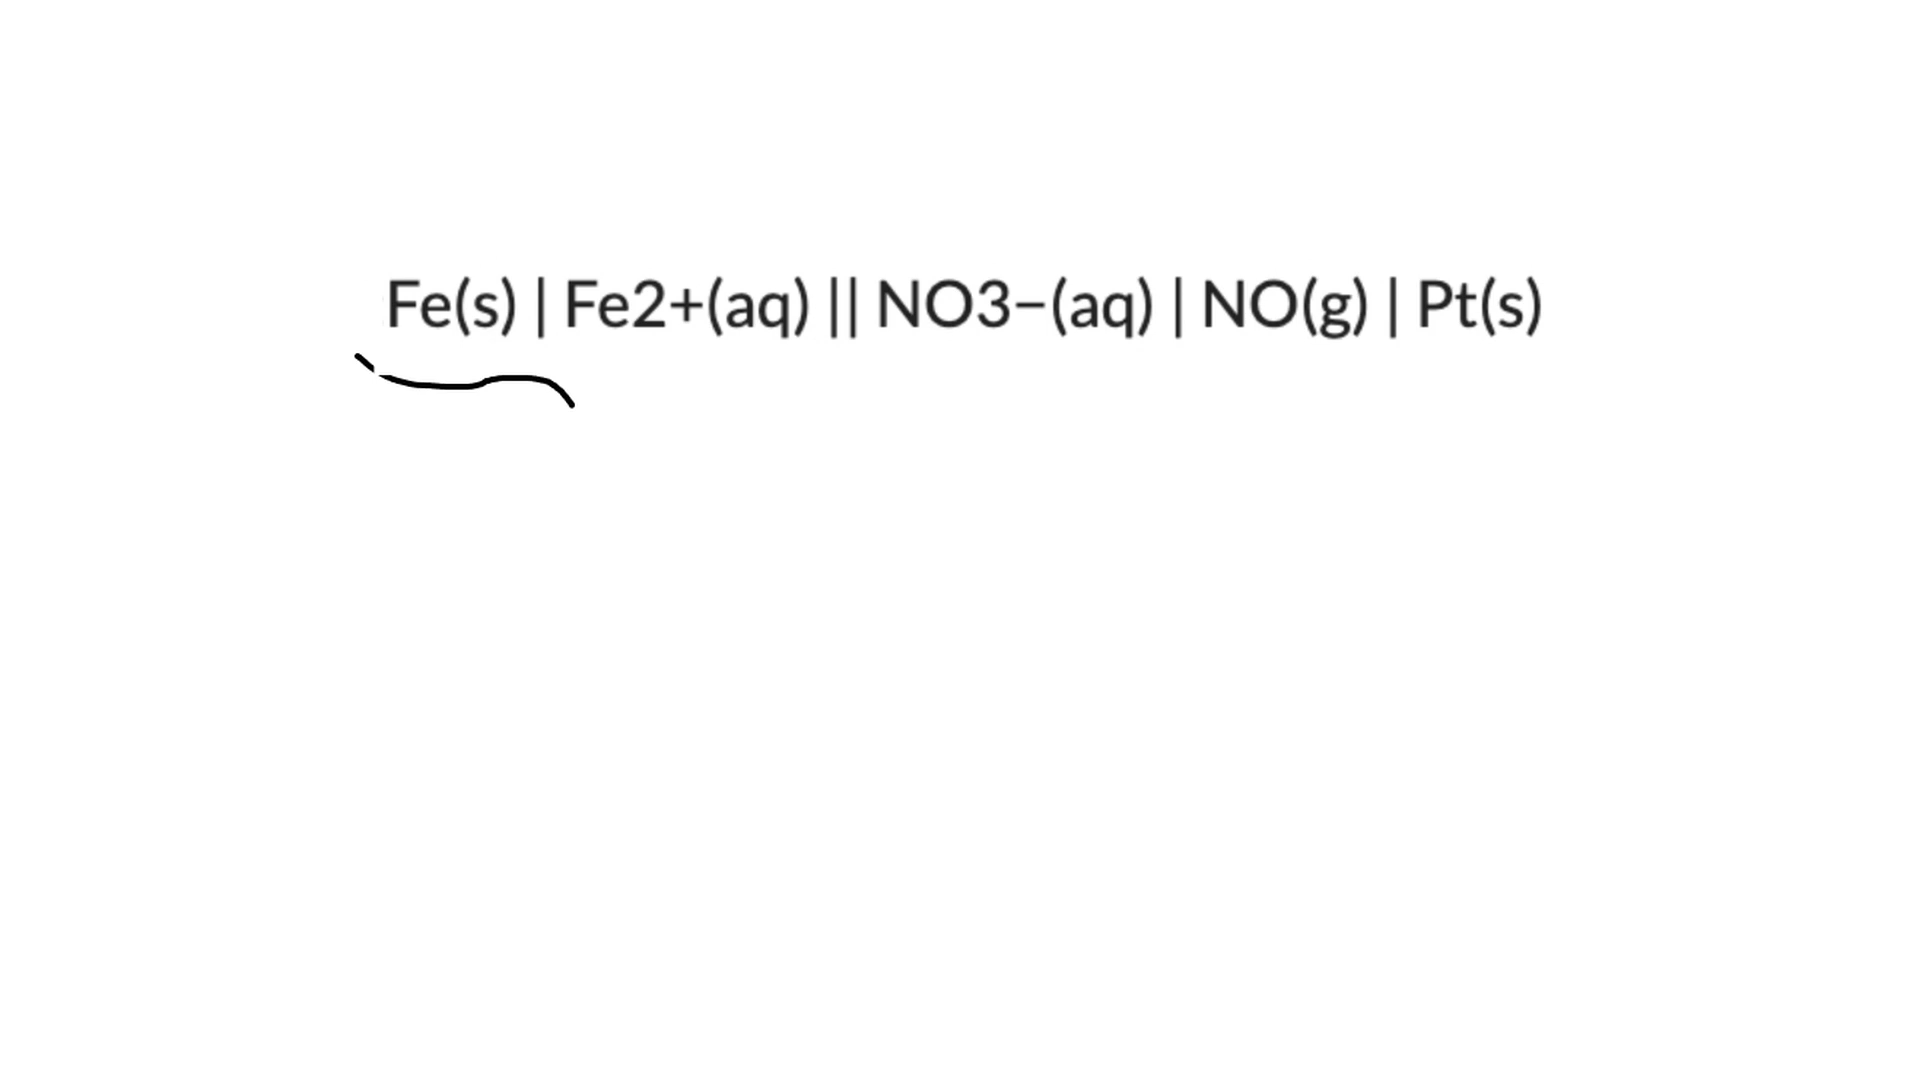 Fe(s) | Fe2+(aq) || NO3−(aq) | NO(g) | Pt(s)